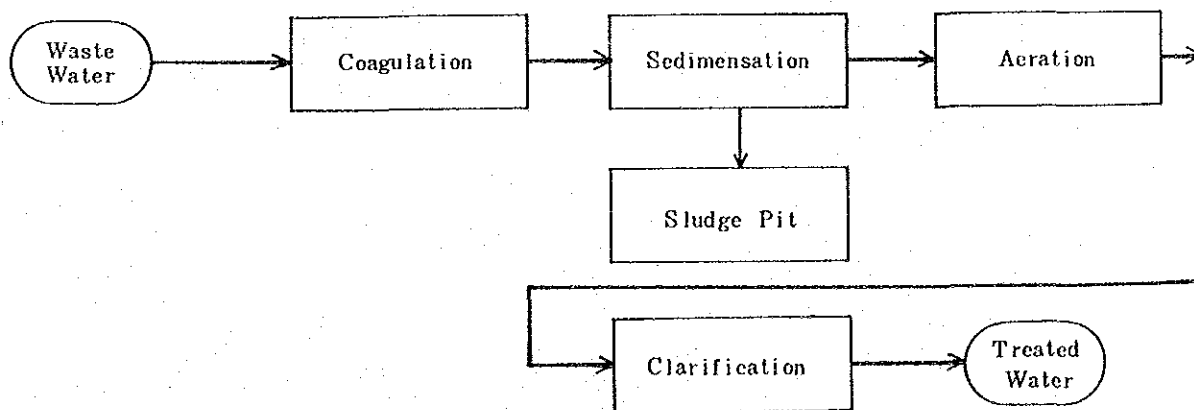 Waste
Water
Coagulation
Sedimensation
Aeration
Sludge Pit
Clarification
Treated
Water